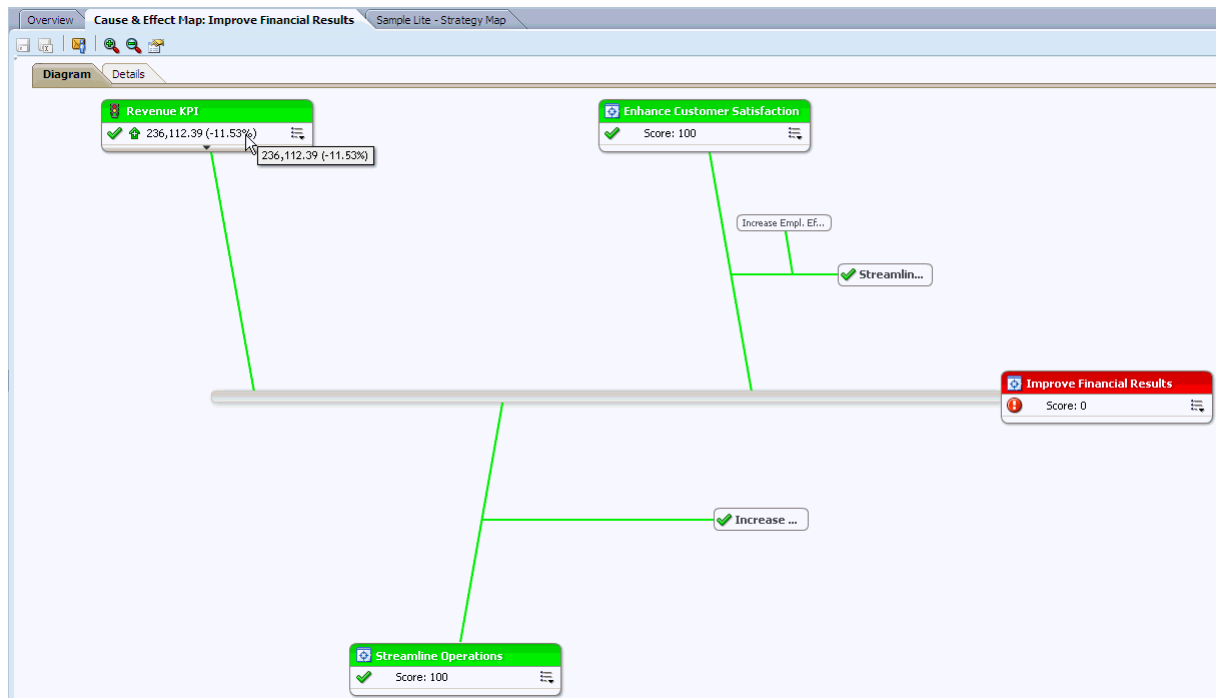 Overview
Cause & Effect Map: Improve Financial Results
Sample Lite - Strategy Map
Diagram
Details
Revenue KPI
236,112.39 (-11.53%)
236,112.39 (-11.53%)
Enhance Customer Satisfaction
Score: 100
Increase Empl. Ef...
Streamlin...
Improve Financial Results
Score: 0
Increase ...
Streamline Operations
Score: 100